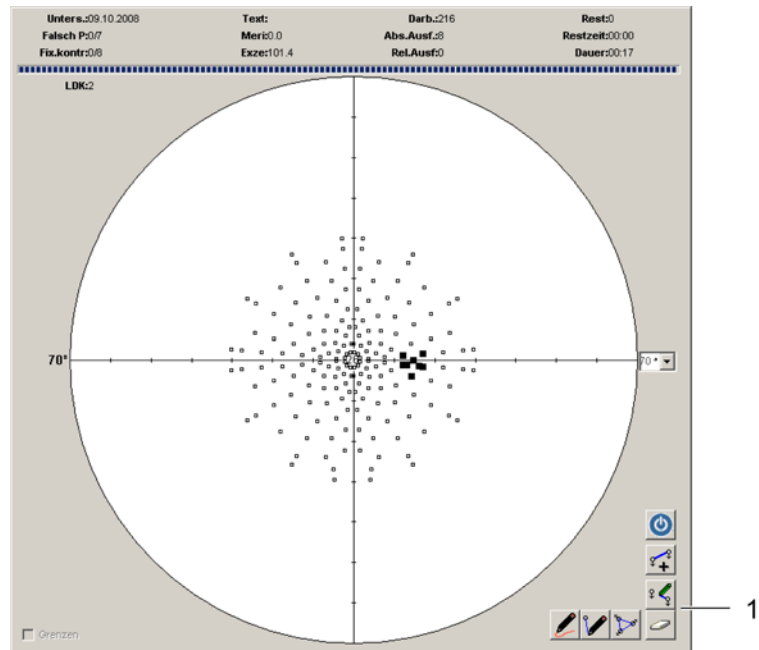 Unters.:09.10.2008 Text: Darb.:216 Rest:0
Falsch P:0/7 Meri:0.0 Abs.Ausf.:8 Restzeit:00:00
Fix.kontr:0/8 Exze:101.4 Rel.Ausf:0 Dauer:00:17
LDK:2
70° 70 °
1
Grenzen